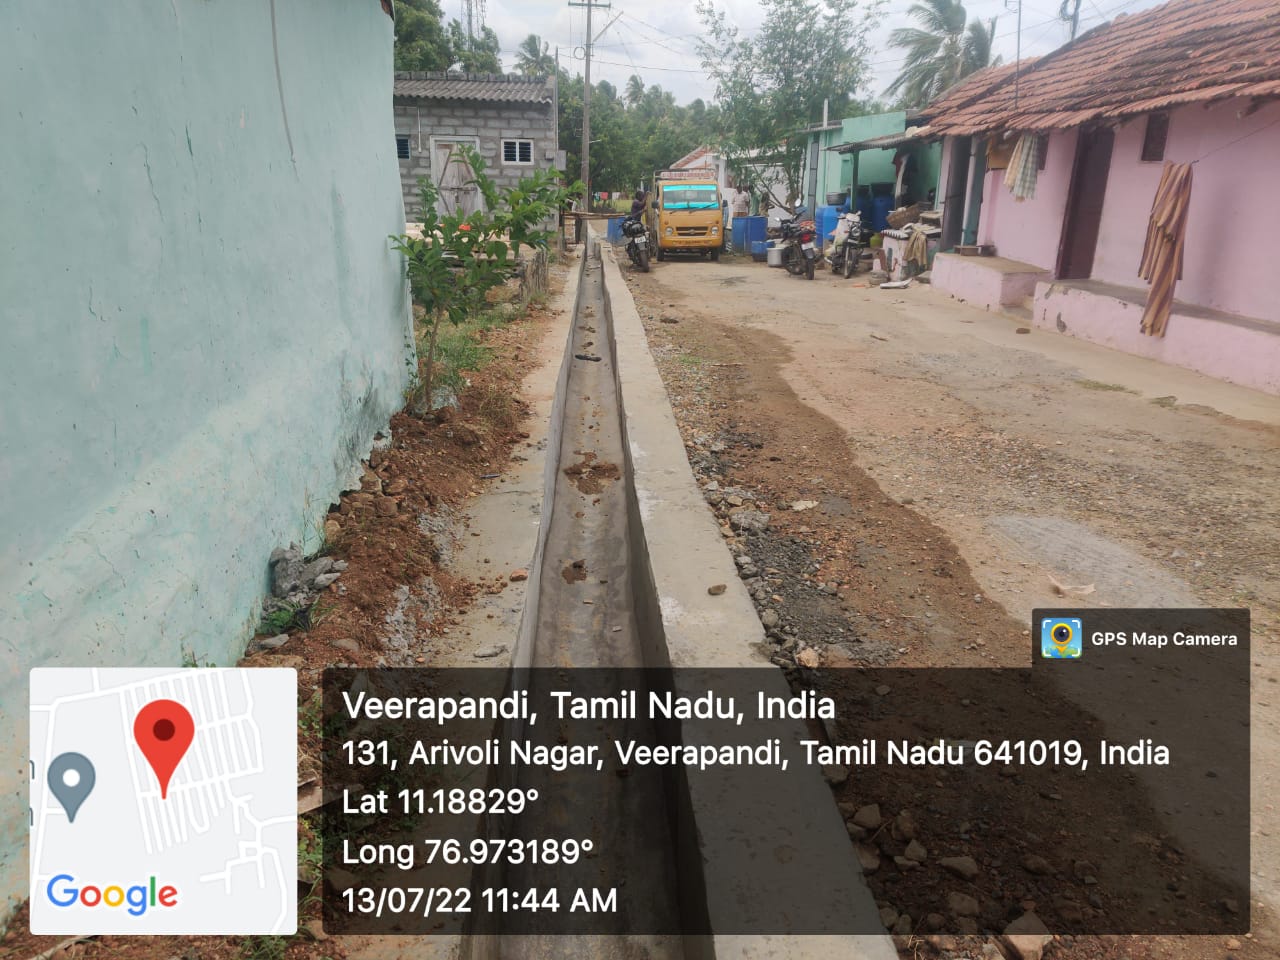 GPS Map Camera
Veerapandi, Tamil Nadu, India
131, Arivoli Nagar, Veerapandi, Tamil Nadu 641019, India
Lat 11.18829°
Long 76.973189°
13/07/22 11:44 AM
Google